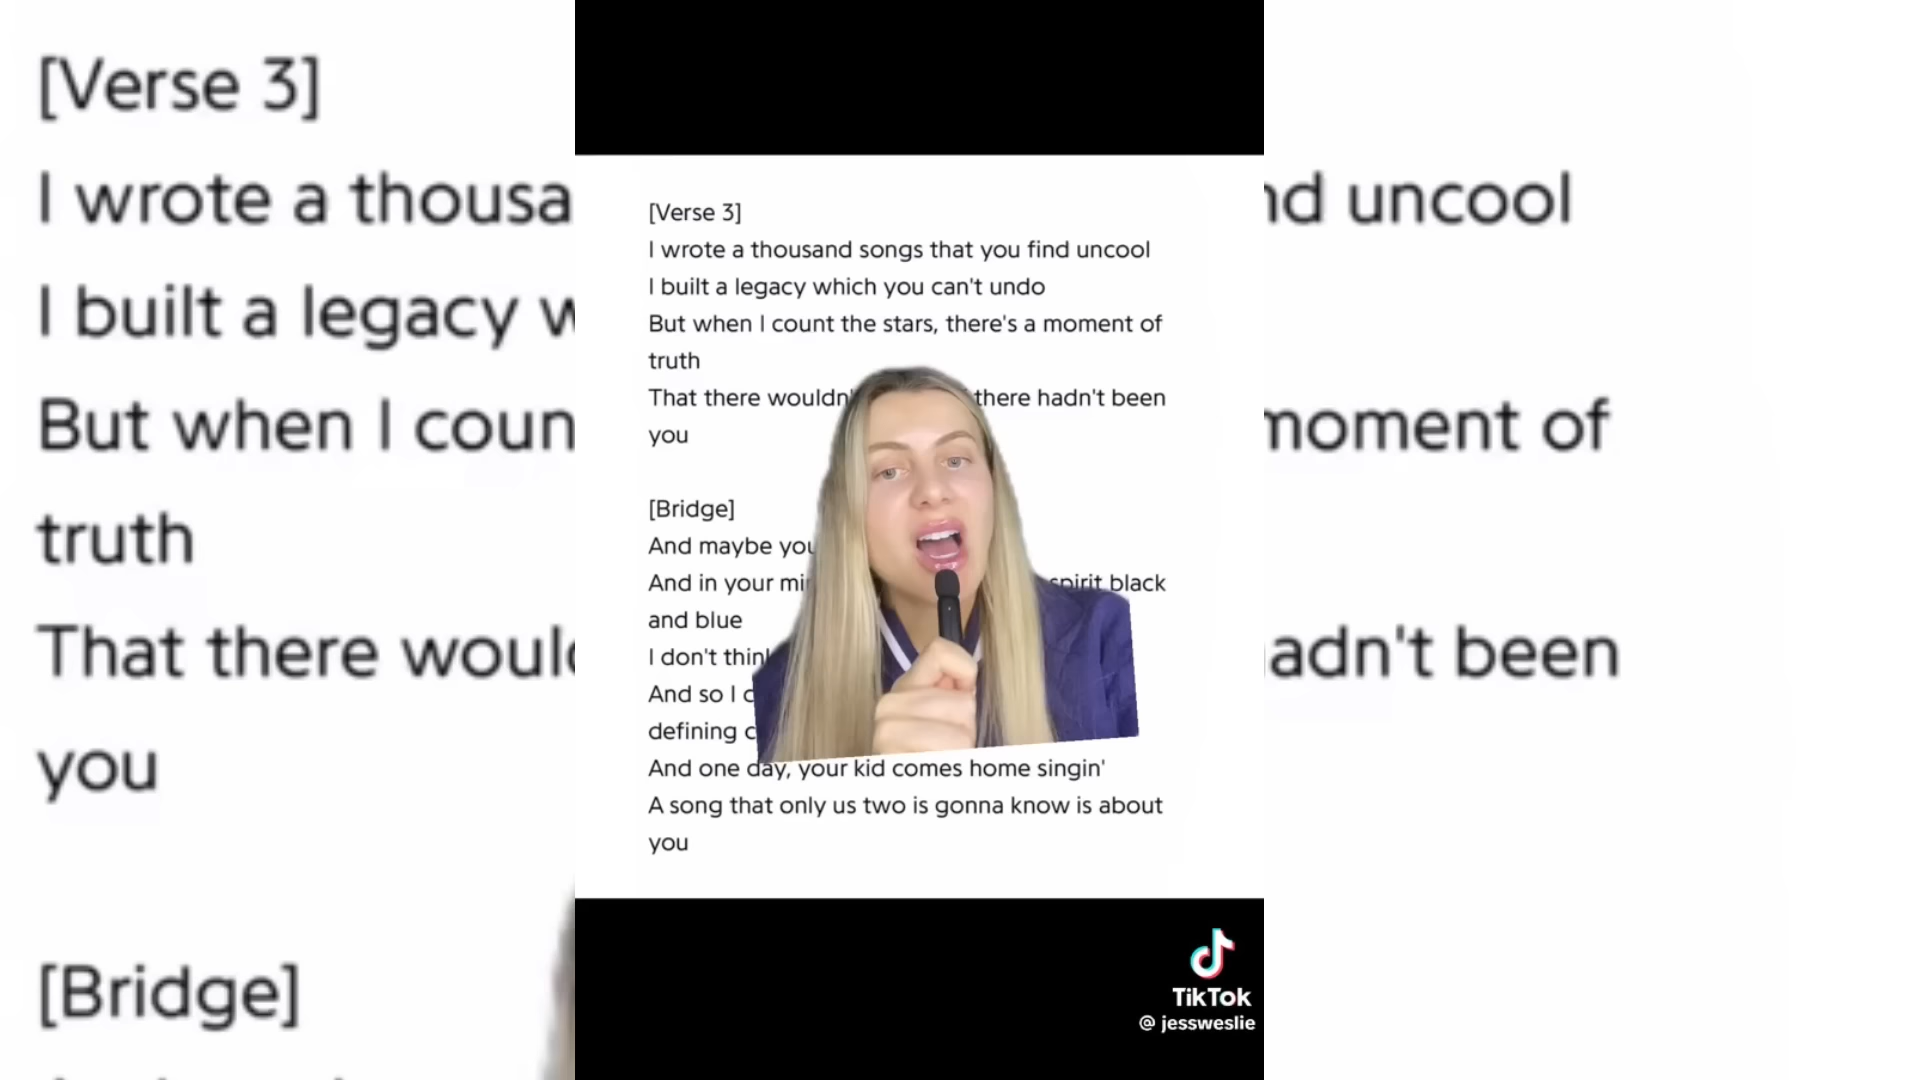 [Verse 3]
I wrote a thousa
nd uncool
I built a legacy w
But when I coun
moment of
truth
That there would
adn't been
you
[Bridge]
[Verse 3]
I wrote a thousand songs that you find uncool
I built a legacy which you can't undo
But when I count the stars, there's a moment of
truth
That there wouldn' there hadn't been
you
[Bridge]
And maybe you
And in your mi spirit black
and blue
I don't think
And so I c
defining c
And one day, your kid comes home singin'
A song that only us two is gonna know is about
you
TikTok
@ jessweslie